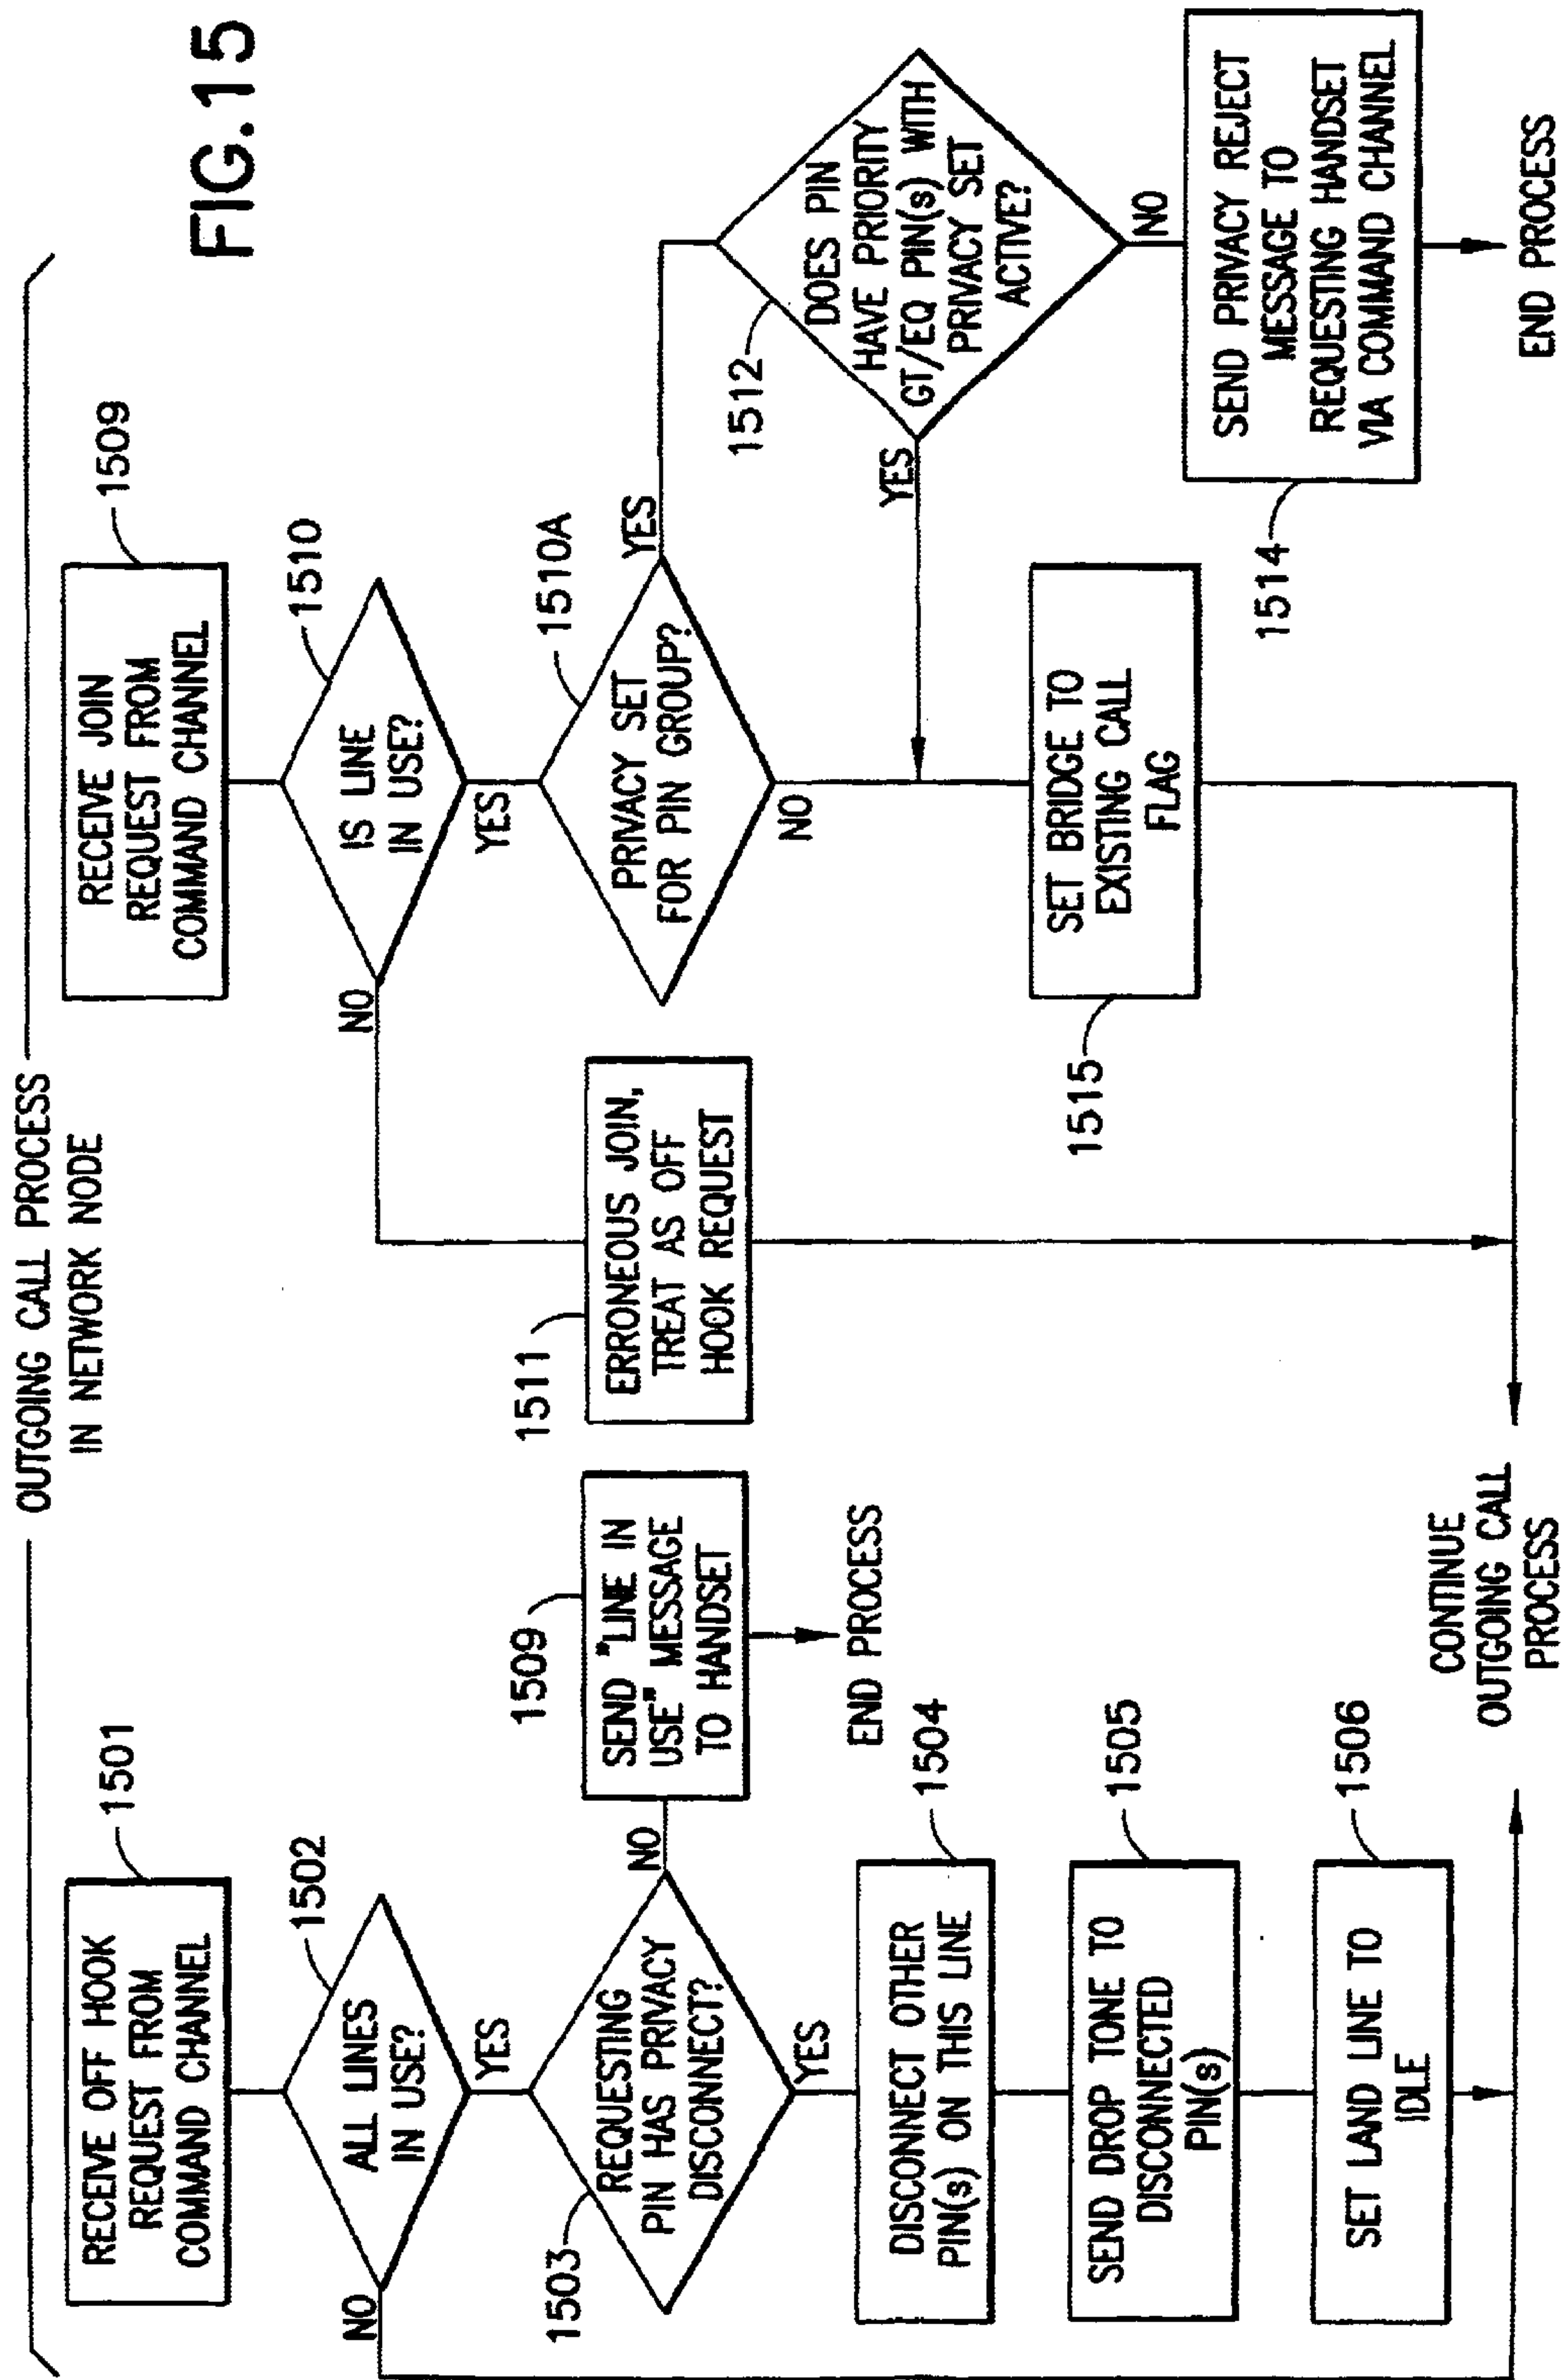 OUTGOING CALL PROCESS
IN NETWORK NODE
FIG.15
RECEIVE OFF HOOK
REQUEST FROM
COMMAND CHANNEL
1501
ALL LINES
IN USE?
1502
NO
YES
REQUESTING
PIN HAS PRIVACY
DISCONNECT?
1503
NO
YES
SEND "LINE IN
USE" MESSAGE
TO HANDSET
1509
END PROCESS
DISCONNECT OTHER
PIN(s) ON THIS LINE
1504
SEND DROP TONE TO
DISCONNECTED
PIN(s)
1505
SET LAND LINE TO
IDLE
1506
CONTINUE
OUTGOING CALL
PROCESS
RECEIVE JOIN
REQUEST FROM
COMMAND CHANNEL
1509
IS LINE
IN USE?
1510
NO
YES
ERRONEOUS JOIN,
TREAT AS OFF
HOOK REQUEST
1511
PRIVACY SET
FOR PIN GROUP?
1510A
YES
NO
DOES PIN
HAVE PRIORITY
GT/EQ PIN(s) WITH
PRIVACY SET
ACTIVE?
1512
YES
NO
SET BRIDGE TO
EXISTING CALL
FLAG
1515
SEND PRIVACY REJECT
MESSAGE TO
REQUESTING HANDSET
VIA COMMAND CHANNEL
1514
END PROCESS